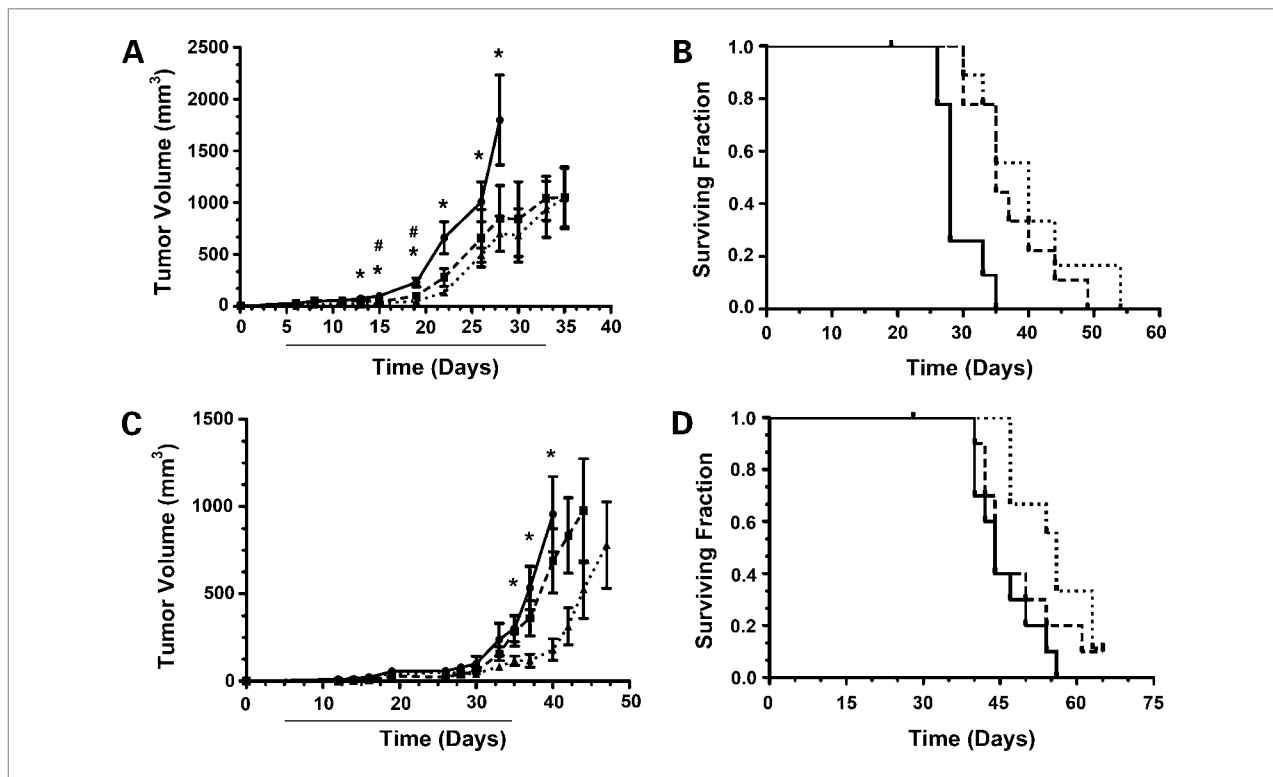 A
Tumor Volume (mm³)
2500
2000
1500
1000
500
0
* # * # * * * *
0 5 10 15 20 25 30 35 40
Time (Days)
B
Surviving Fraction
1.0
0.8
0.6
0.4
0.2
0.0
0 10 20 30 40 50 60
Time (Days)
C
Tumor Volume (mm³)
1500
1000
500
0
* * *
0 10 20 30 40 50
Time (Days)
D
Surviving Fraction
1.0
0.8
0.6
0.4
0.2
0.0
0 15 30 45 60 75
Time (Days)